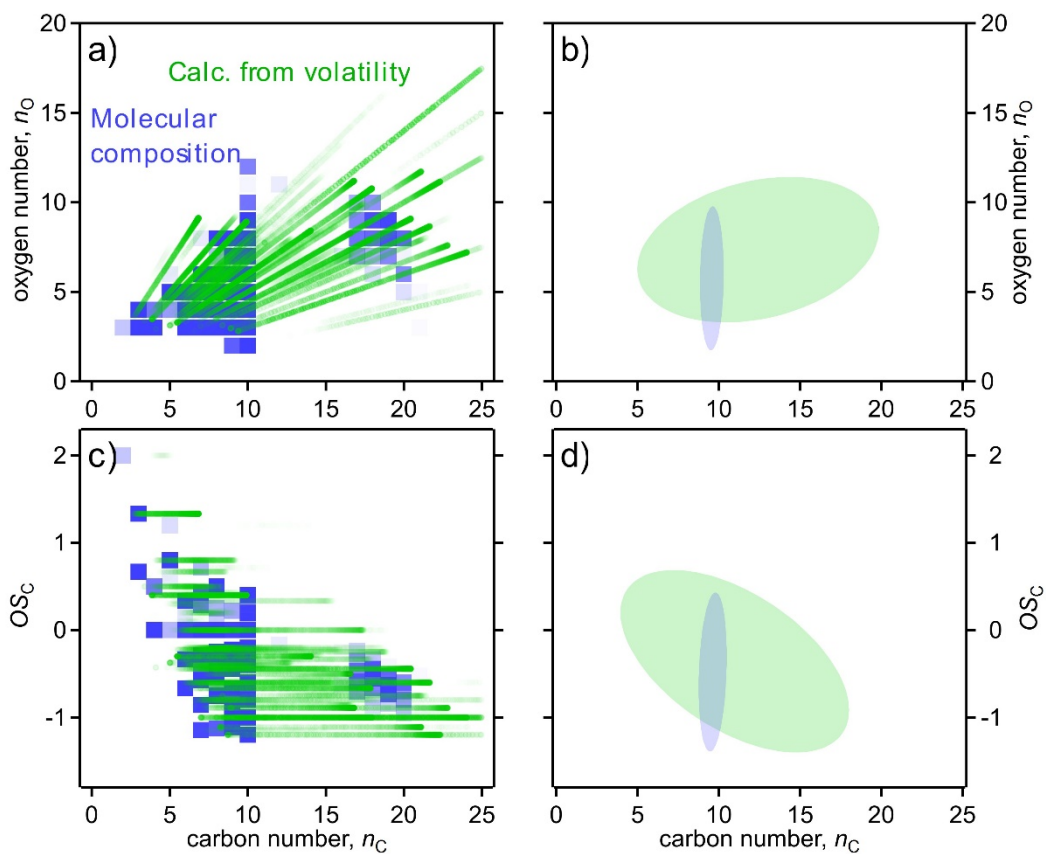 20
15
10
5
0
oxygen number, nO
a)
Calc. from volatility
Molecular
composition
0 5 10 15 20 25
b)
20
15
10
5
0
oxygen number, nO
0 5 10 15 20 25
2
1
0
-1
OSC
c)
0 5 10 15 20 25
carbon number, nC
d)
2
1
0
-1
OSC
0 5 10 15 20 25
carbon number, nC